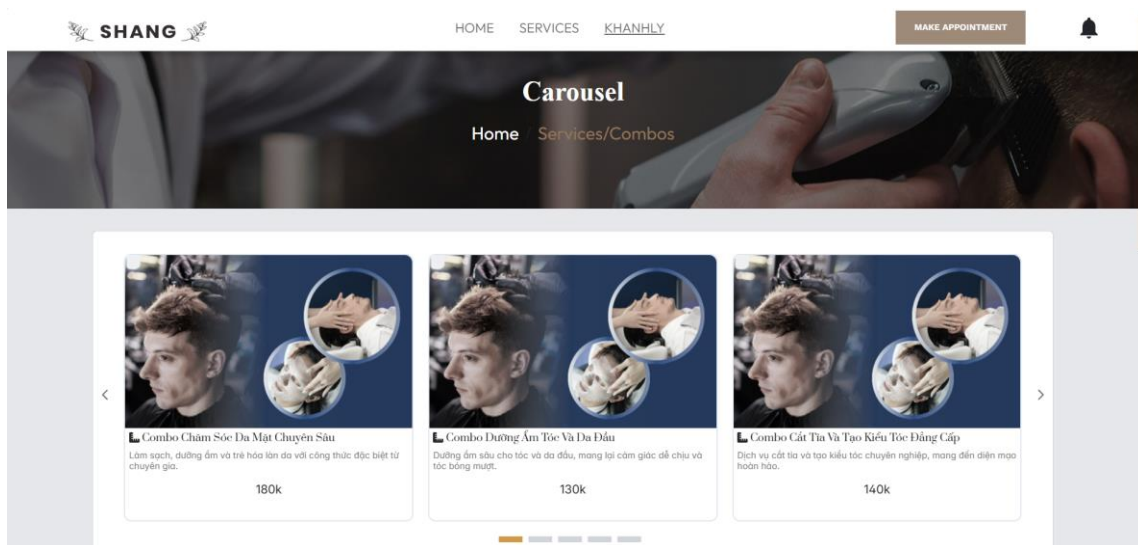 SHANG
HOME SERVICES KHANHLY
MAKE APPOINTMENT
Carousel
Home / Services/Combos
Combo Chăm Sóc Da Mặt Chuyên Sâu
Làm sạch, dưỡng ẩm và trẻ hóa làn da với công thức đặc biệt từ
chuyên gia.
180k
Combo Dưỡng Ẩm Tóc Và Da Đầu
Dưỡng ẩm sâu cho tóc và da đầu, mang lại cảm giác dễ chịu và
tóc bóng mượt.
130k
Combo Cắt Tỉa Và Tạo Kiểu Tóc Đẳng Cấp
Dịch vụ cắt tỉa và tạo kiểu tóc chuyên nghiệp, mang đến diện mạo
hoàn hảo.
140k